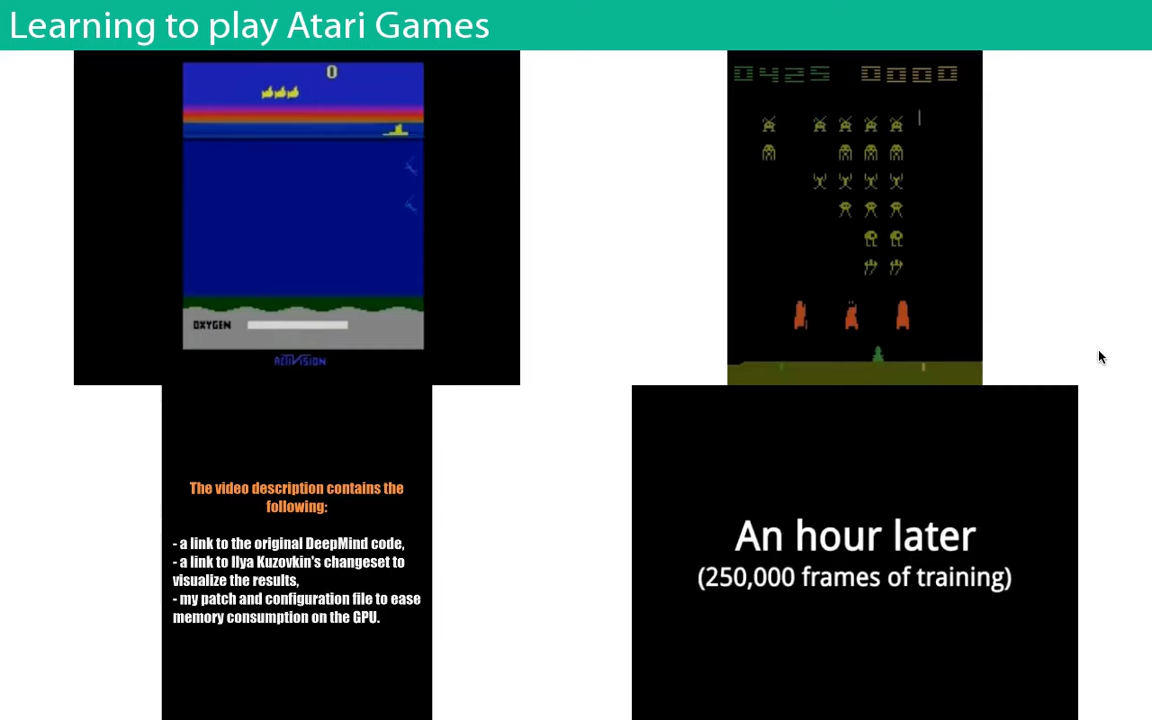 Learning to play Atari Games
0
0425 0000
OXYGEN
ACTIVISION
The video description contains the
following:
- a link to the original DeepMind code,
- a link to Ilya Kuzovkin's changeset to
visualize the results,
- my patch and configuration file to ease
memory consumption on the GPU.
An hour later
(250,000 frames of training)